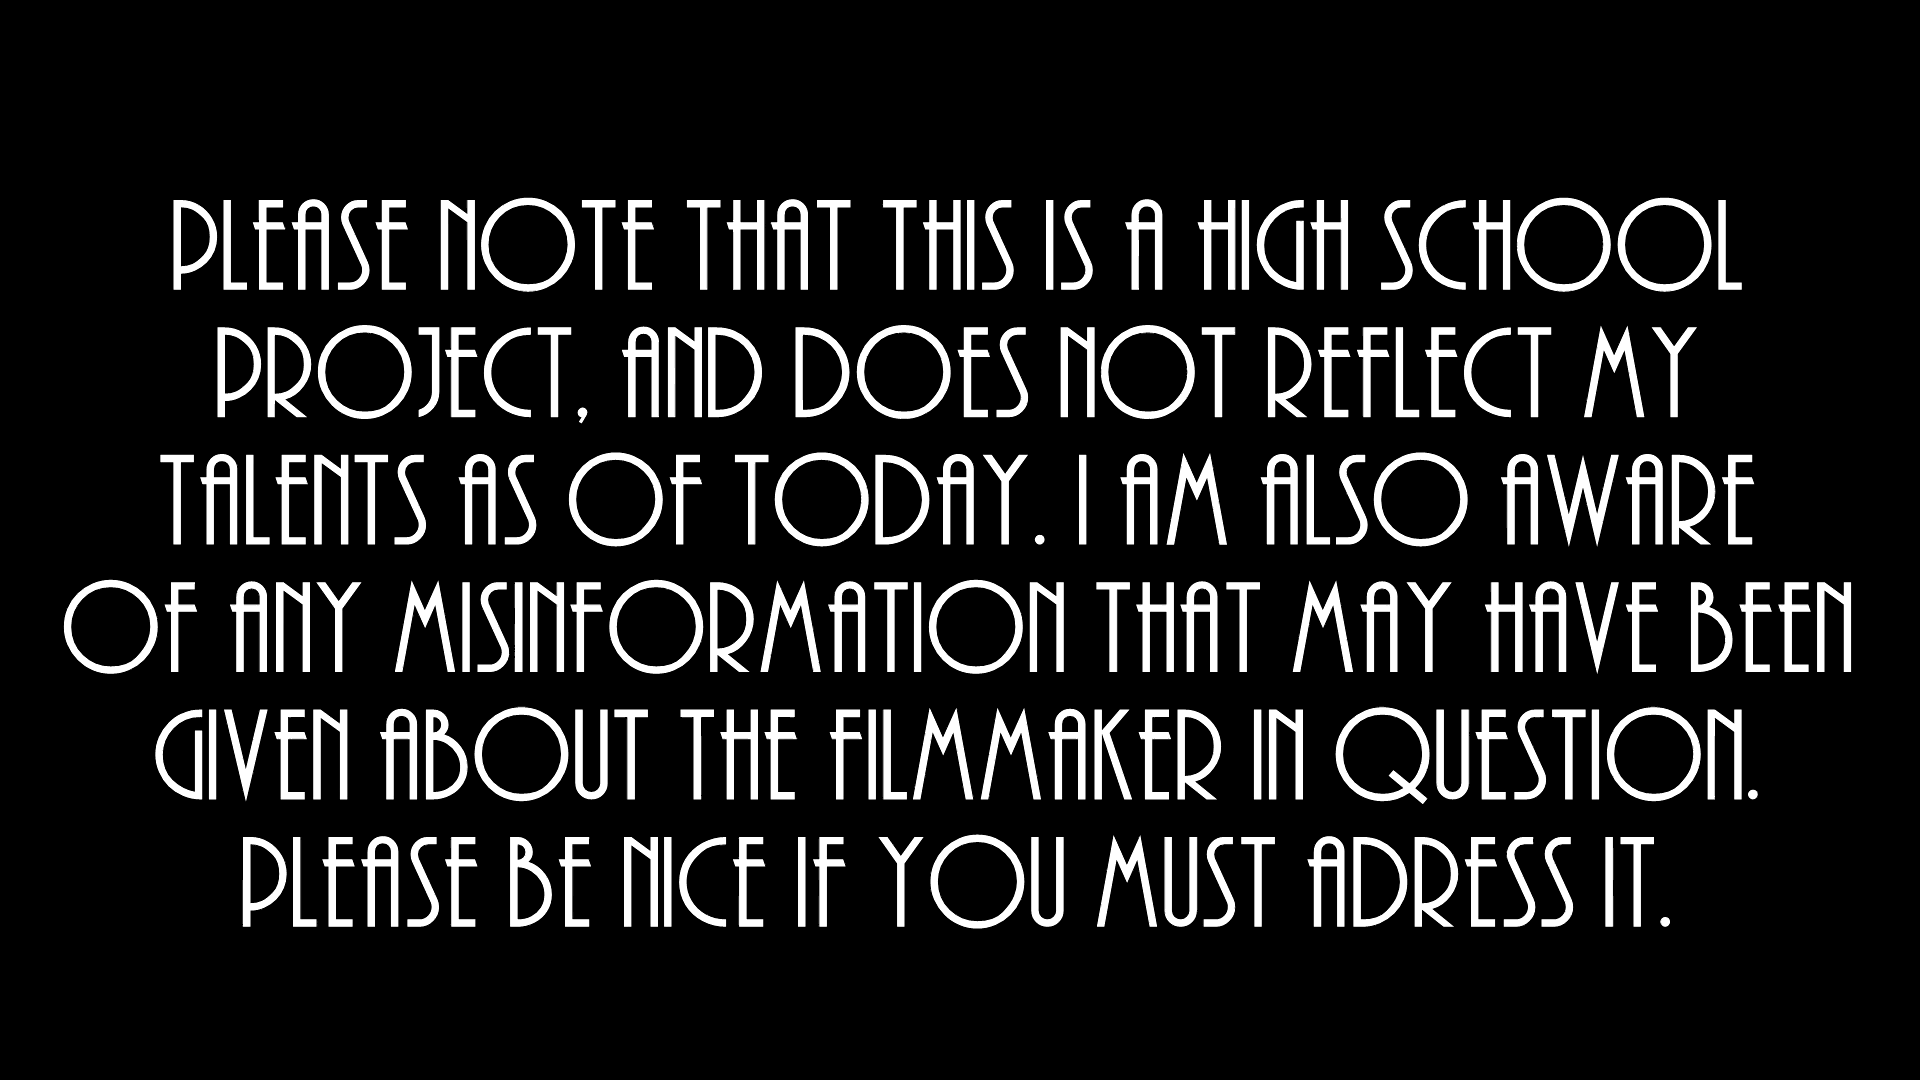 PLEASE NOTE THAT THIS IS A HIGH SCHOOL
PROJECT, AND DOES NOT REFLECT MY
TALENTS AS OF TODAY. I AM ALSO AWARE
OF ANY MISINFORMATION THAT MAY HAVE BEEN
GIVEN ABOUT THE FILMMAKER IN QUESTION.
PLEASE BE NICE IF YOU MUST ADRESS IT.